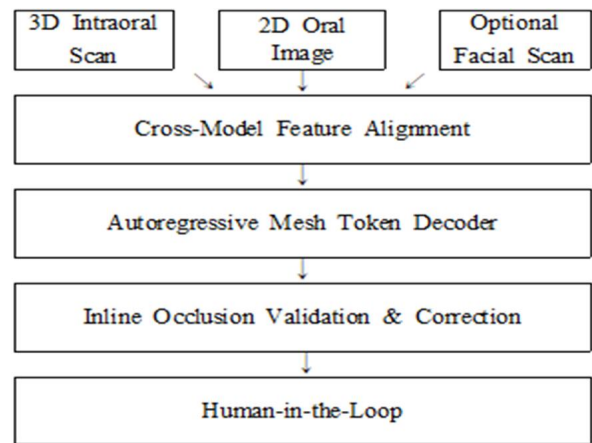 3D Intraoral
Scan
2D Oral
Image
Optional
Facial Scan
Cross-Model Feature Alignment
Autoregressive Mesh Token Decoder
Inline Occlusion Validation & Correction
Human-in-the-Loop